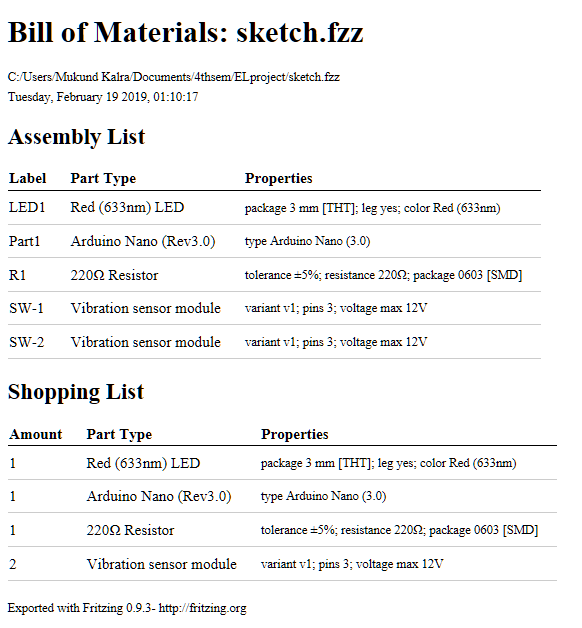 Bill of Materials: sketch.fzz
C:/Users/Mukund Kalra/Documents/4thsem/ELproject/sketch.fzz
Tuesday, February 19 2019, 01:10:17
Assembly List
Label Part Type Properties
LED1 Red (633nm) LED package 3 mm [THT]; leg yes; color Red (633nm)
Part1 Arduino Nano (Rev3.0) type Arduino Nano (3.0)
R1 220Ω Resistor tolerance ±5%; resistance 220Ω; package 0603 [SMD]
SW-1 Vibration sensor module variant v1; pins 3; voltage max 12V
SW-2 Vibration sensor module variant v1; pins 3; voltage max 12V
Shopping List
Amount Part Type Properties
1 Red (633nm) LED package 3 mm [THT]; leg yes; color Red (633nm)
1 Arduino Nano (Rev3.0) type Arduino Nano (3.0)
1 220Ω Resistor tolerance ±5%; resistance 220Ω; package 0603 [SMD]
2 Vibration sensor module variant v1; pins 3; voltage max 12V
Exported with Fritzing 0.9.3- http://fritzing.org